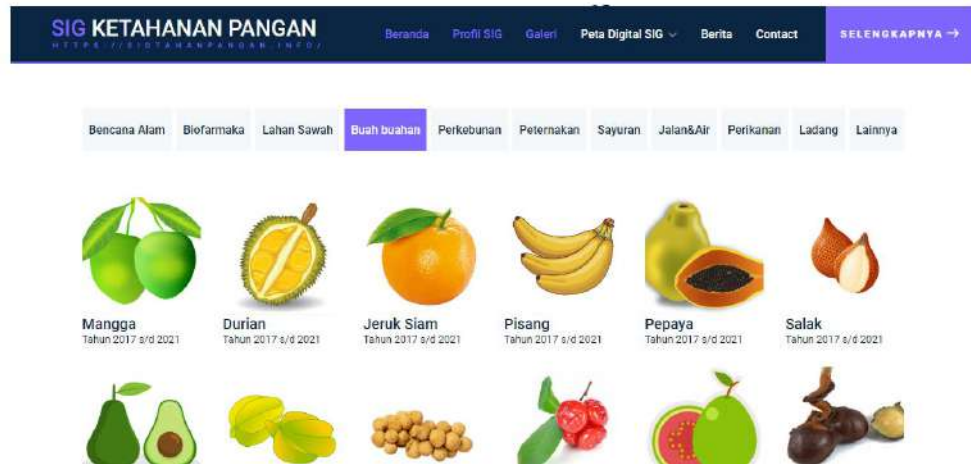 SIG KETAHANAN PANGAN
Beranda Profil SIG Galeri Peta Digital SIG Berita Contact SELENGKAPNYA →
Bencana Alam Biofarmaka Lahan Sawah Buah buahan Perkebunan Peternakan Sayuran Jalan&Air Perikanan Ladang Lainnya
Mangga Durian Jeruk Siam Pisang Pepaya Salak
Tahun 2017 s/d 2021 Tahun 2017 s/d 2021 Tahun 2017 s/d 2021 Tahun 2017 s/d 2021 Tahun 2017 s/d 2021 Tahun 2017 s/d 2021